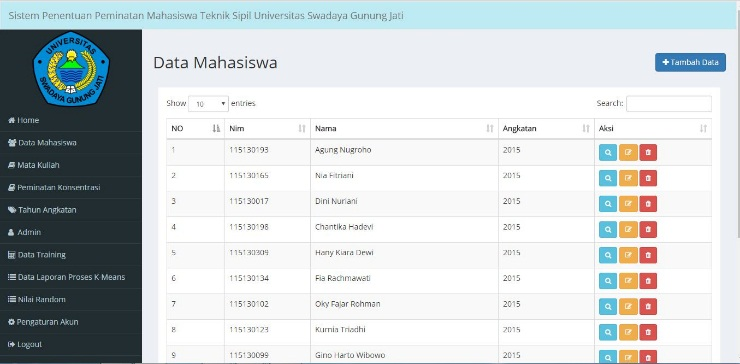 Sistem Penentuan Peminatan Mahasiswa Teknik Sipil Universitas Swadaya Gunung Jati
UNIVERSITAS
SWADAYA GUNUNG JATI
Home
Data Mahasiswa
Mata Kuliah
Peminatan Konsentrasi
Tahun Angkatan
Admin
Data Training
Data Laporan Proses K-Means
Nilai Random
Pengaturan Akun
Logout
Data Mahasiswa
+ Tambah Data
Show 10 entries Search:
NO Nim Nama Angkatan Aksi
1 115130193 Agung Nugroho 2015
2 115130165 Nia Fitriani 2015
3 115130017 Dini Nuriani 2015
4 115130198 Chantika Hadevi 2015
5 115130309 Hany Kiara Dewi 2015
6 115130134 Fia Rachmawati 2015
7 115130102 Oky Fajar Rohman 2015
8 115130123 Kurnia Triadhi 2015
9 115130099 Gino Harto Wibowo 2015